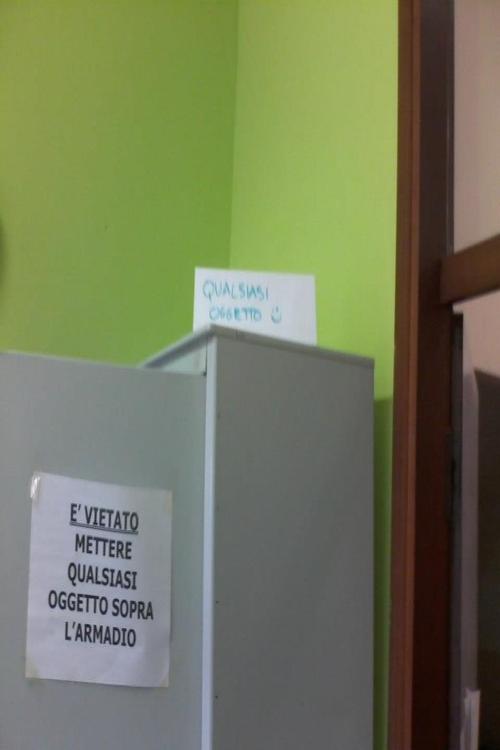 QUALSIASI
OGGETTO
E' VIETATO
METTERE
QUALSIASI
OGGETTO SOPRA
L'ARMADIO